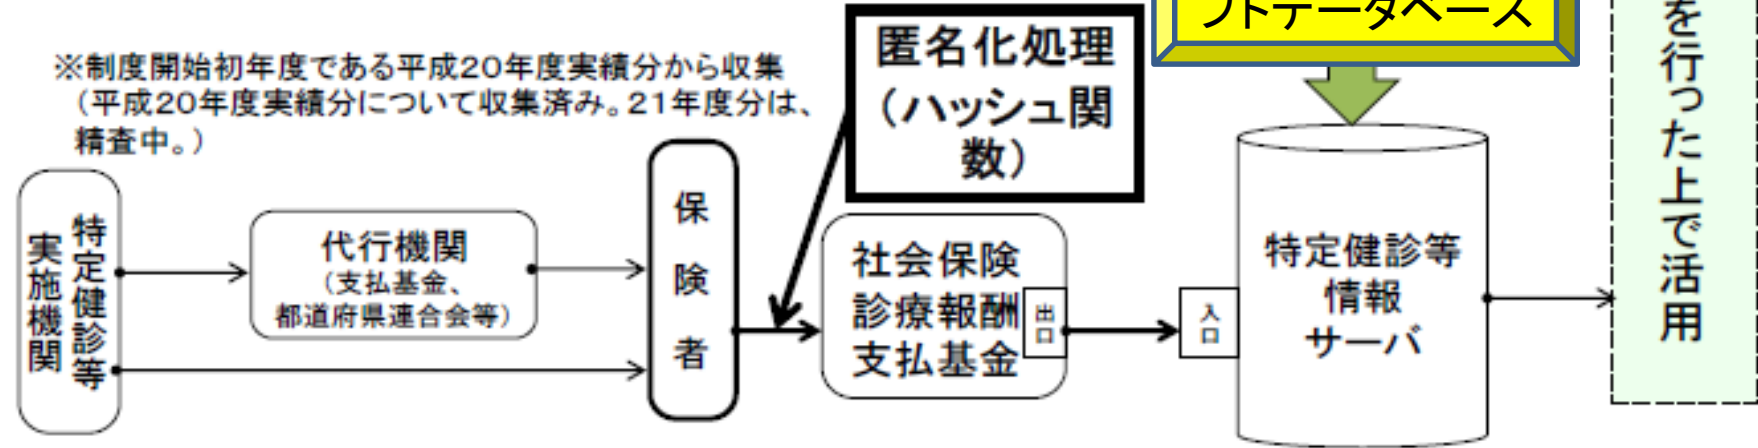 ※制度開始初年度である平成20年度実績分から収集
（平成20年度実績分について収集済み。21年度分は、
精査中。）
匿名化処理
（ハッシュ関
数）
特定健診等
実施機関
代行機関
（支払基金、
都道府県連合会等）
保険者
社会保険
診療報酬
支払基金
出口
入口
特定健診等
情報
サーバ
を行った上で活用